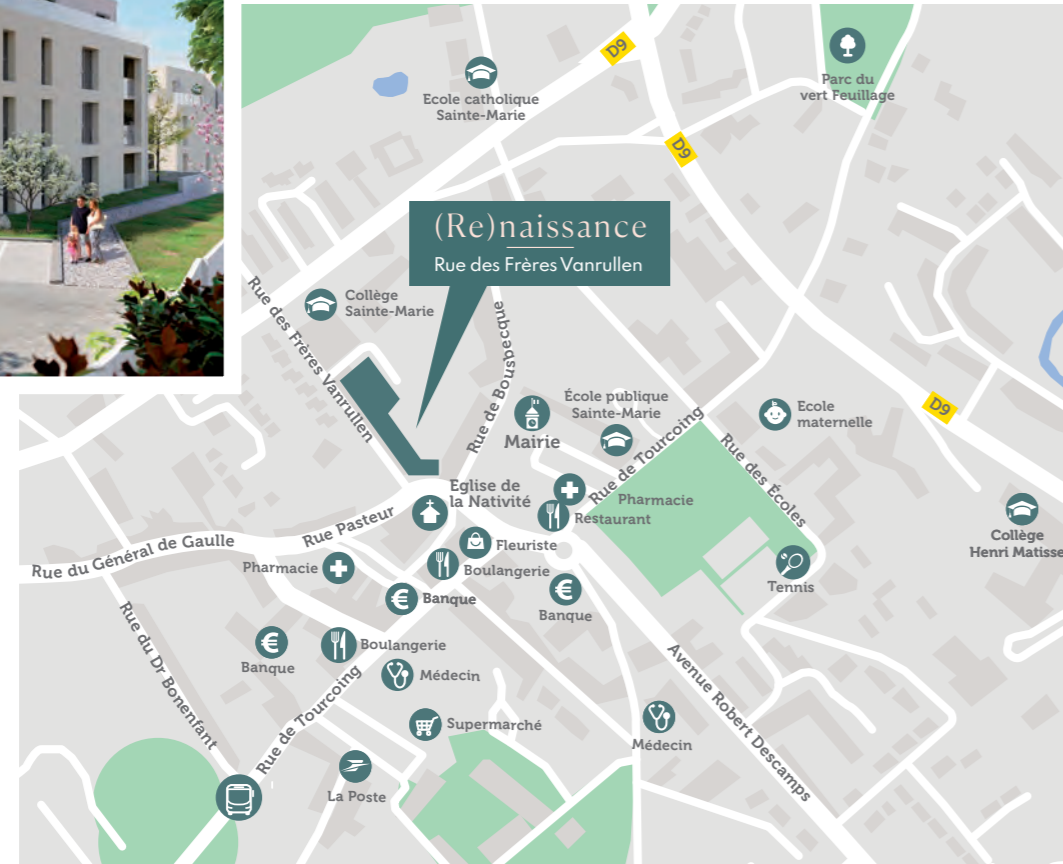 D9
Parc du
vert Feuillage
Ecole catholique
Sainte-Marie
D9
(Re)naissance
Rue des Frères Vanrullen
Rue des Frères Vanrullen
Collège
Sainte-Marie
Rue de Bousbecque
École publique
Sainte-Marie
Mairie
Ecole
maternelle
D9
Rue de Tourcoing
Rue des Écoles
Eglise de
la Nativité
Pharmacie
Restaurant
Rue Pasteur
Rue du Général de Gaulle
Fleuriste
Collège
Henri Matisse
Pharmacie
Boulangerie
Tennis
Banque
Banque
Rue du Dr Bonenfant
Boulangerie
Banque
Médecin
Avenue Robert Descamps
Rue de Tourcoing
Supermarché
Médecin
La Poste